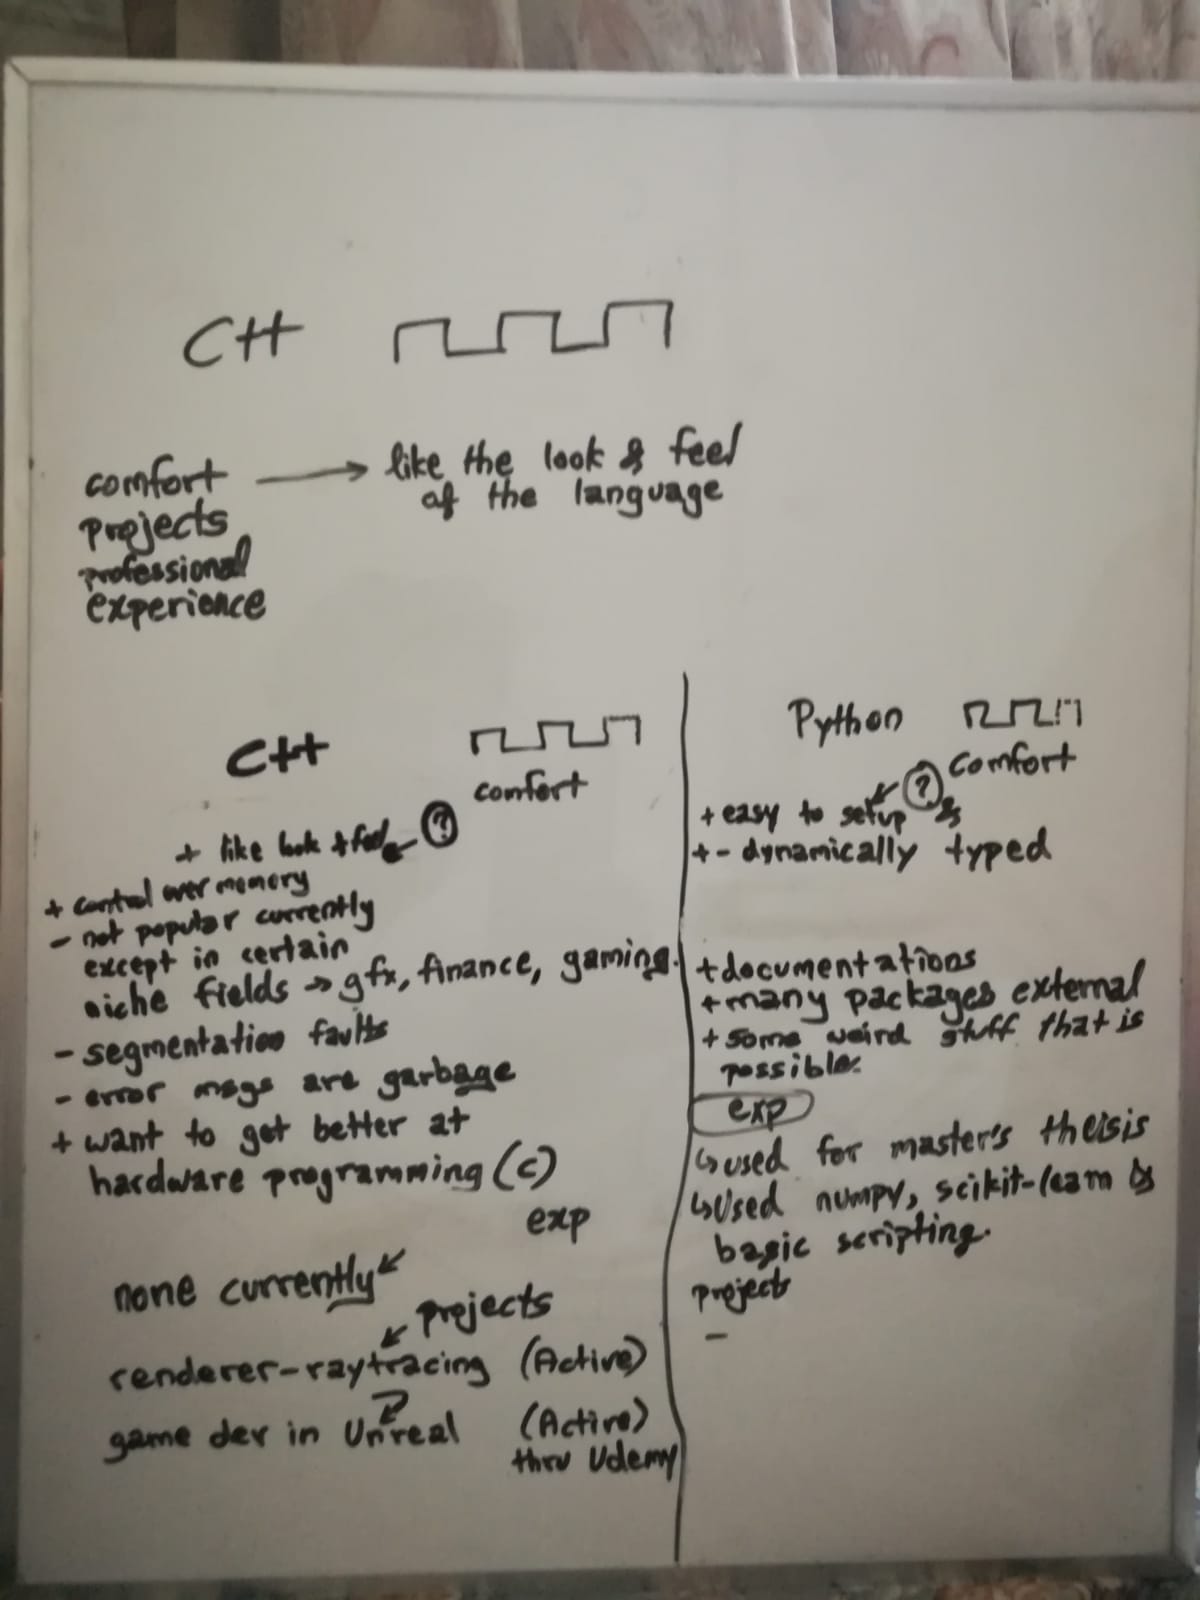 C++
comfort → like the look & feel
of the language
projects
professional
experience
C++
comfort
+ like look + feel ?
+ control over memory
- not popular currently
except in certain
niche fields → gfx, finance, gaming.
- segmentation faults
- error msgs are garbage
+ want to get better at
hardware programming (C)
exp
none currently
projects
renderer-raytracing (Active)
game dev in Unreal (Active)
thru Udemy
Python
comfort
?
+ easy to setup &
+ - dynamically typed
+ documentations
+ many packages external
+ some weird stuff that is
possible.
exp
↳ used for master's thesis
↳ Used numpy, scikit-learn &
basic scripting.
projects
-